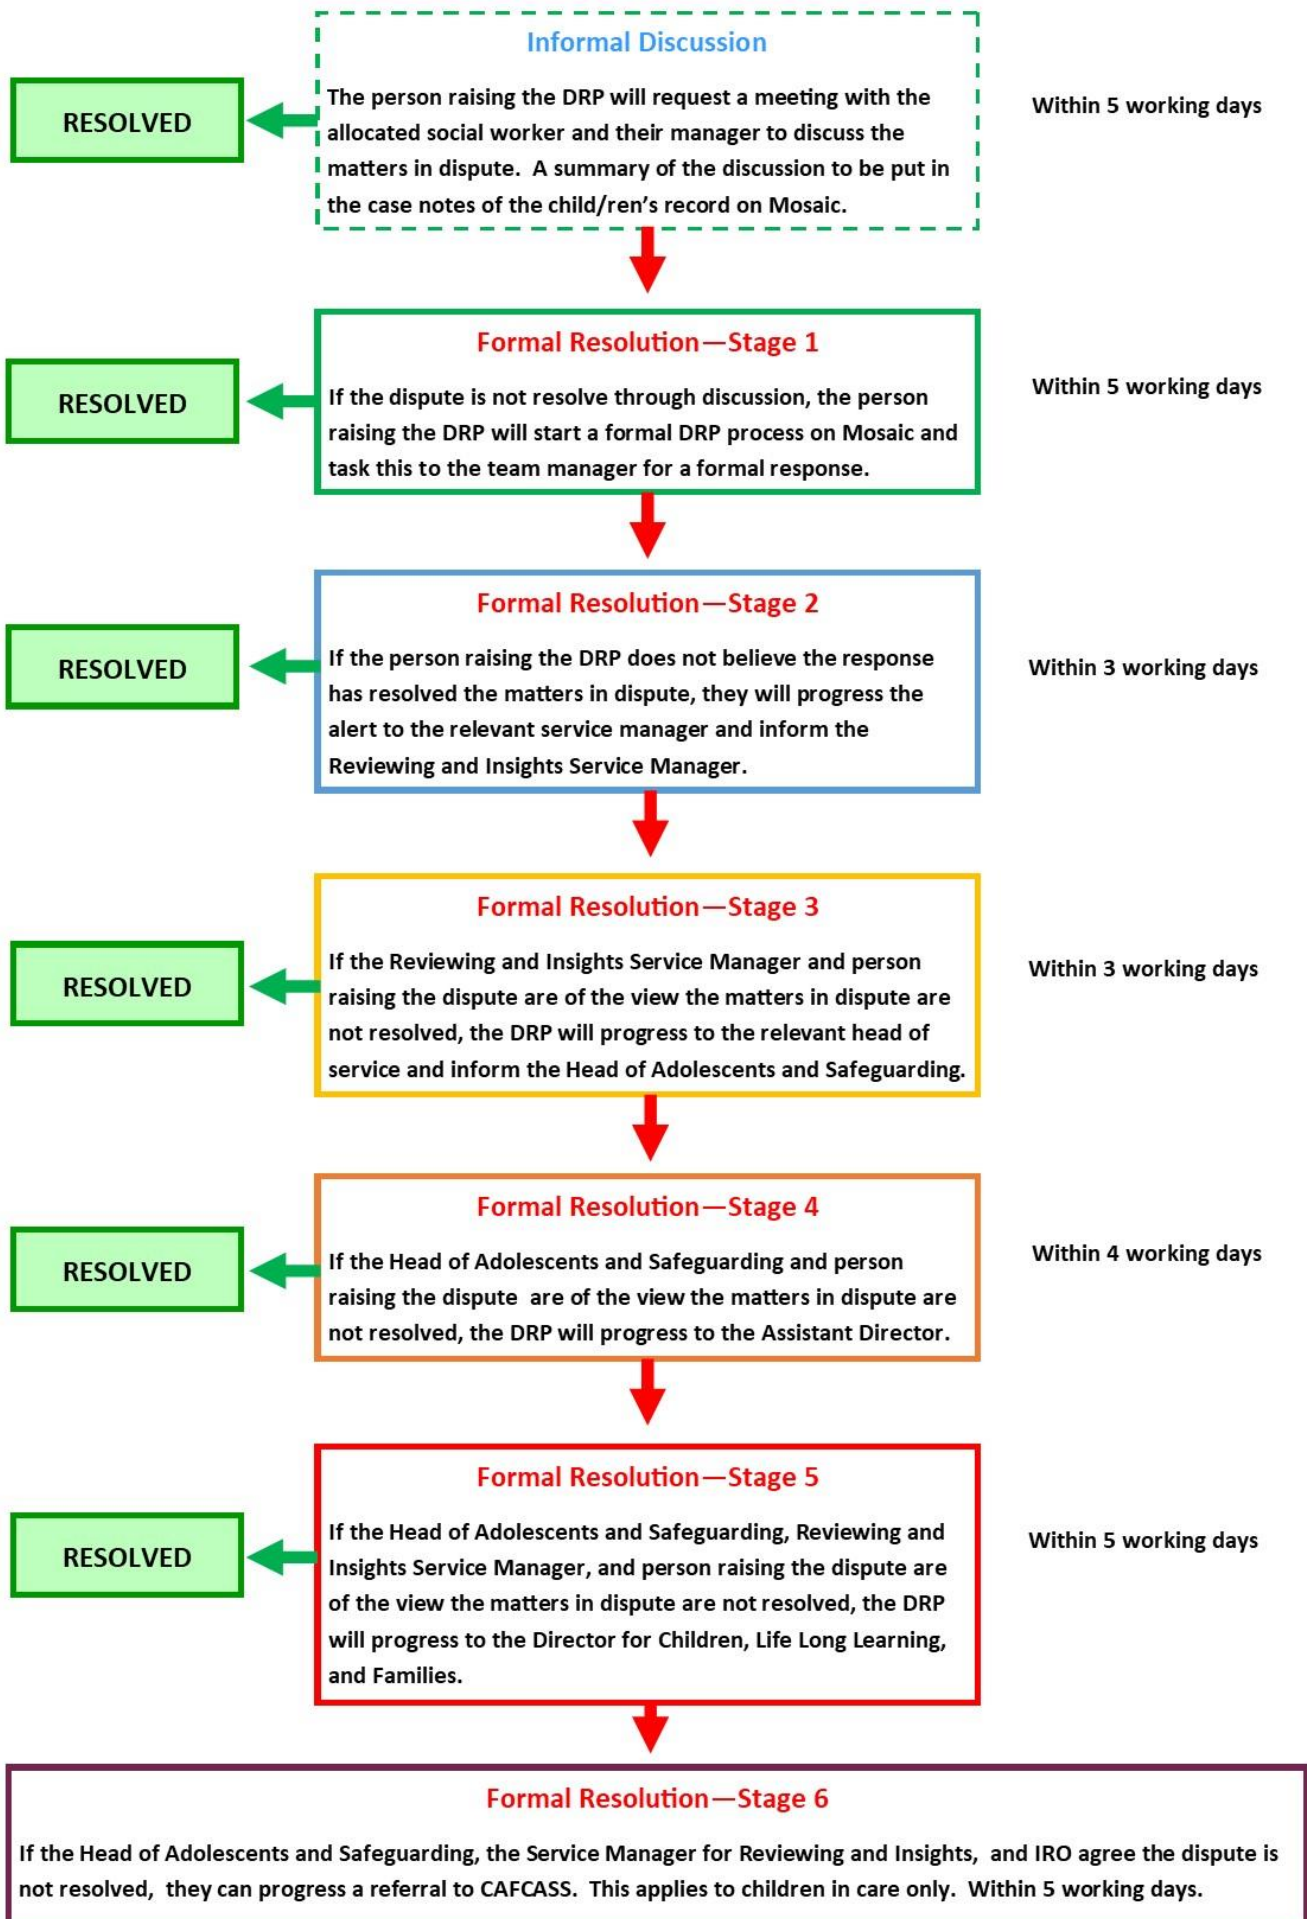 Informal Discussion
The person raising the DRP will request a meeting with the
allocated social worker and their manager to discuss the
matters in dispute.  A summary of the discussion to be put in
the case notes of the child/ren’s record on Mosaic.
RESOLVED
Within 5 working days
Formal Resolution—Stage 1
If the dispute is not resolve through discussion, the person
raising the DRP will start a formal DRP process on Mosaic and
task this to the team manager for a formal response.
RESOLVED
Within 5 working days
Formal Resolution—Stage 2
If the person raising the DRP does not believe the response
has resolved the matters in dispute, they will progress the
alert to the relevant service manager and inform the
Reviewing and Insights Service Manager.
RESOLVED
Within 3 working days
Formal Resolution—Stage 3
If the Reviewing and Insights Service Manager and person
raising the dispute are of the view the matters in dispute are
not resolved, the DRP will progress to the relevant head of
service and inform the Head of Adolescents and Safeguarding.
RESOLVED
Within 3 working days
Formal Resolution—Stage 4
If the Head of Adolescents and Safeguarding and person
raising the dispute  are of the view the matters in dispute are
not resolved, the DRP will progress to the Assistant Director.
RESOLVED
Within 4 working days
Formal Resolution—Stage 5
If the Head of Adolescents and Safeguarding, Reviewing and
Insights Service Manager, and person raising the dispute are
of the view the matters in dispute are not resolved, the DRP
will progress to the Director for Children, Life Long Learning,
and Families.
RESOLVED
Within 5 working days
Formal Resolution—Stage 6
If the Head of Adolescents and Safeguarding, the Service Manager for Reviewing and Insights,  and IRO agree the dispute is
not resolved,  they can progress a referral to CAFCASS.  This applies to children in care only.  Within 5 working days.